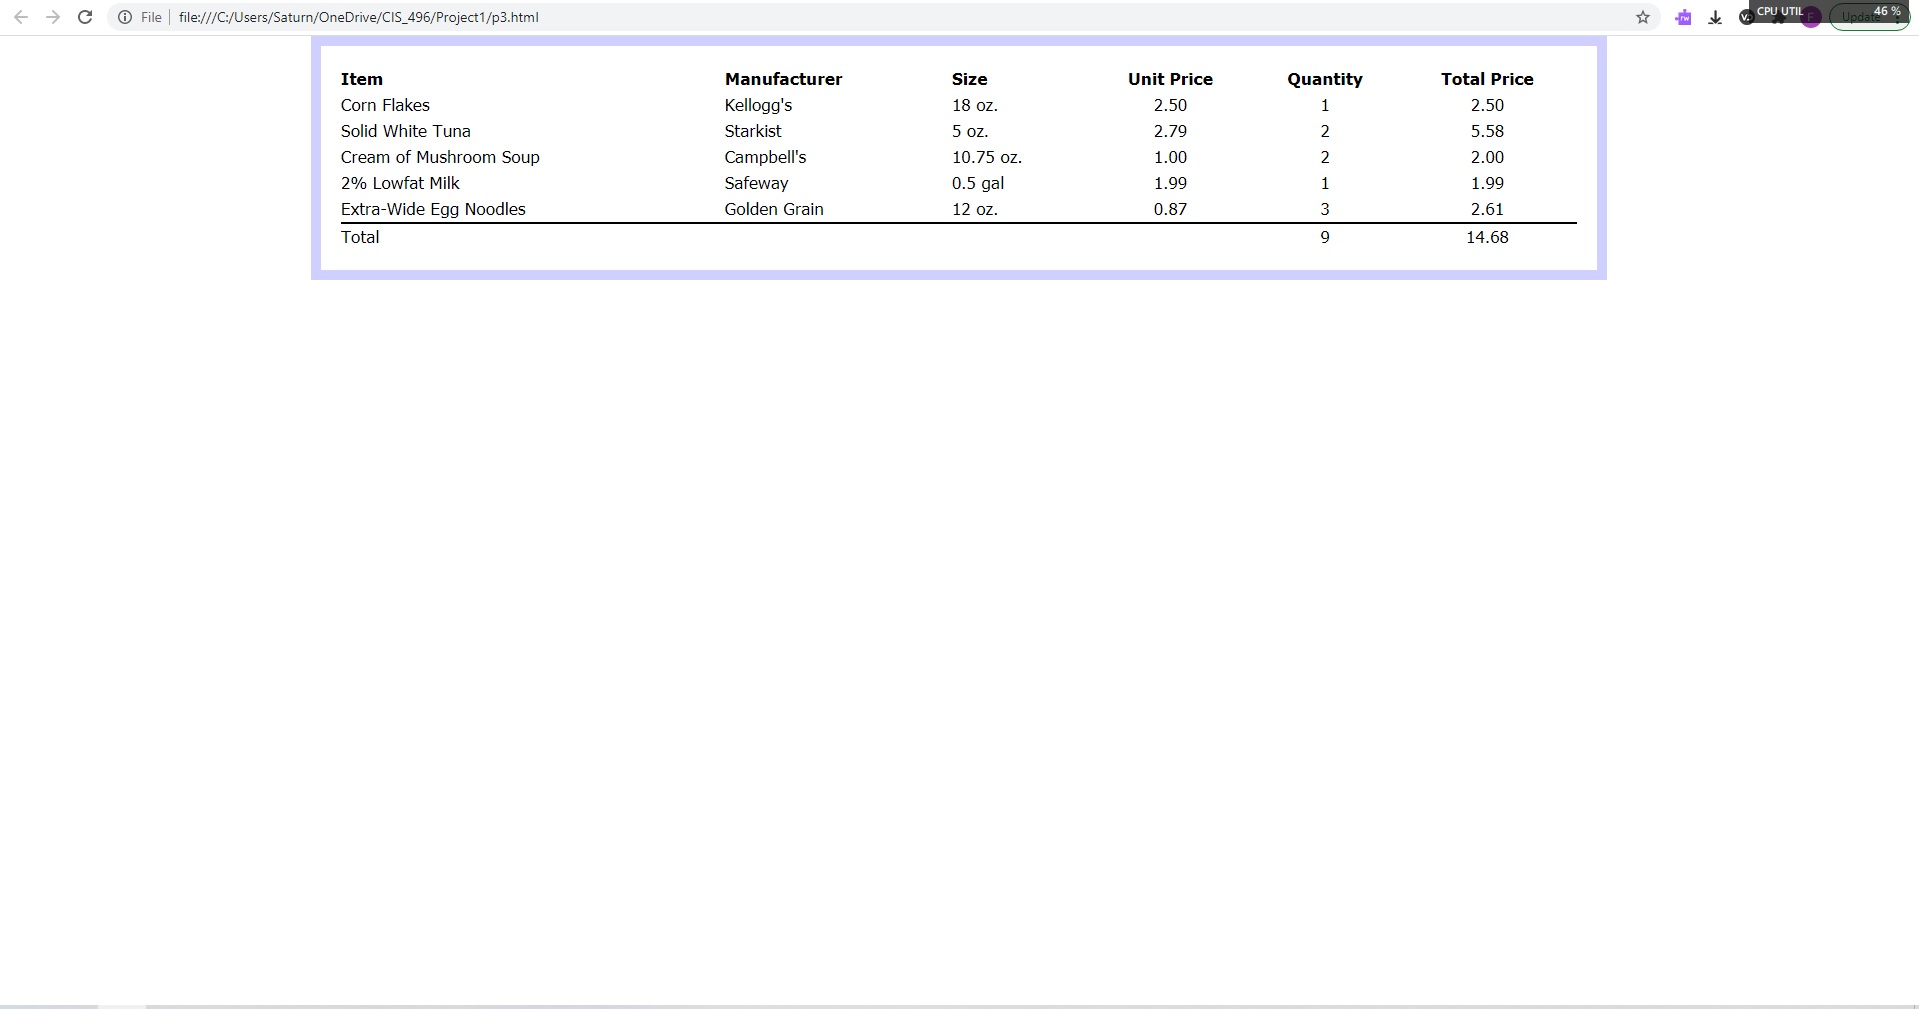 File file:///C:/Users/Saturn/OneDrive/CIS_496/Project1/p3.html rw V. CPU UTIL F Update 46 %
Item Manufacturer Size Unit Price Quantity Total Price
Corn Flakes Kellogg's 18 oz. 2.50 1 2.50
Solid White Tuna Starkist 5 oz. 2.79 2 5.58
Cream of Mushroom Soup Campbell's 10.75 oz. 1.00 2 2.00
2% Lowfat Milk Safeway 0.5 gal 1.99 1 1.99
Extra-Wide Egg Noodles Golden Grain 12 oz. 0.87 3 2.61
Total 9 14.68